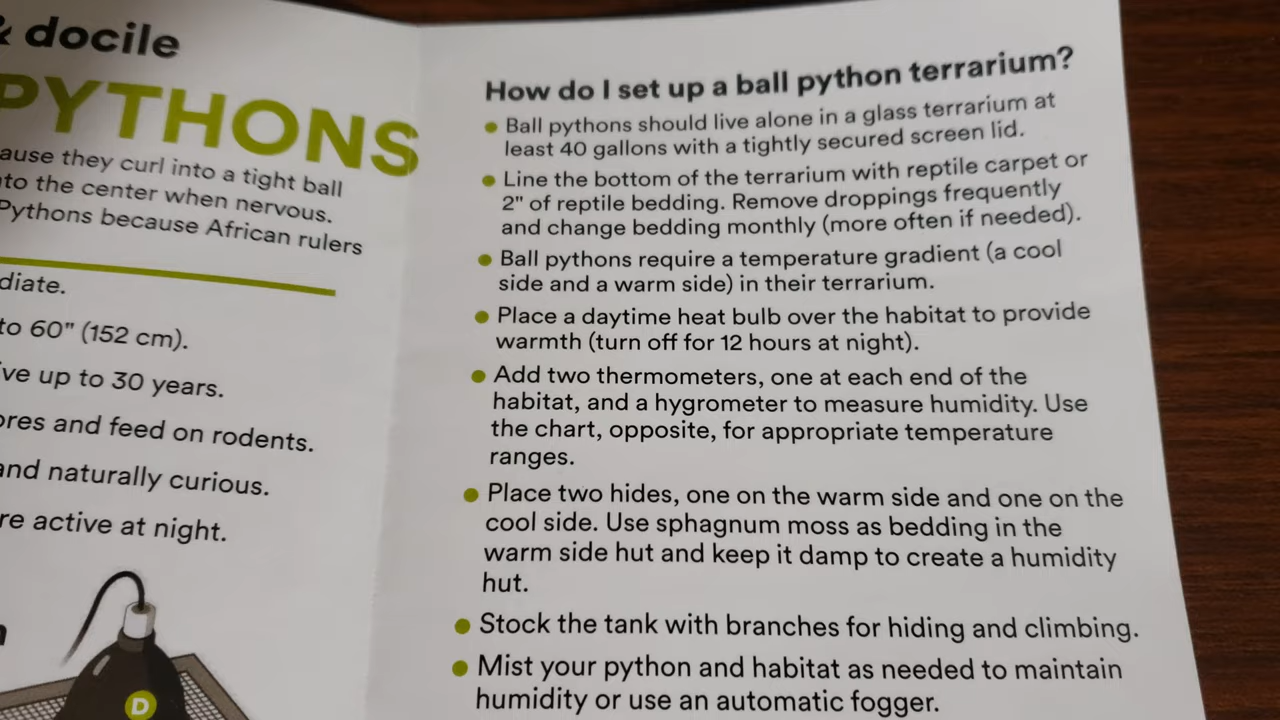 & docile
PYTHONS
ause they curl into a tight ball
to the center when nervous.
Pythons because African rulers
diate.
to 60" (152 cm).
ve up to 30 years.
ores and feed on rodents.
and naturally curious.
re active at night.
D
How do I set up a ball python terrarium?
Ball pythons should live alone in a glass terrarium at
least 40 gallons with a tightly secured screen lid.
Line the bottom of the terrarium with reptile carpet or
2" of reptile bedding. Remove droppings frequently
and change bedding monthly (more often if needed).
Ball pythons require a temperature gradient (a cool
side and a warm side) in their terrarium.
Place a daytime heat bulb over the habitat to provide
warmth (turn off for 12 hours at night).
Add two thermometers, one at each end of the
habitat, and a hygrometer to measure humidity. Use
the chart, opposite, for appropriate temperature
ranges.
Place two hides, one on the warm side and one on the
cool side. Use sphagnum moss as bedding in the
warm side hut and keep it damp to create a humidity
hut.
Stock the tank with branches for hiding and climbing.
Mist your python and habitat as needed to maintain
humidity or use an automatic fogger.